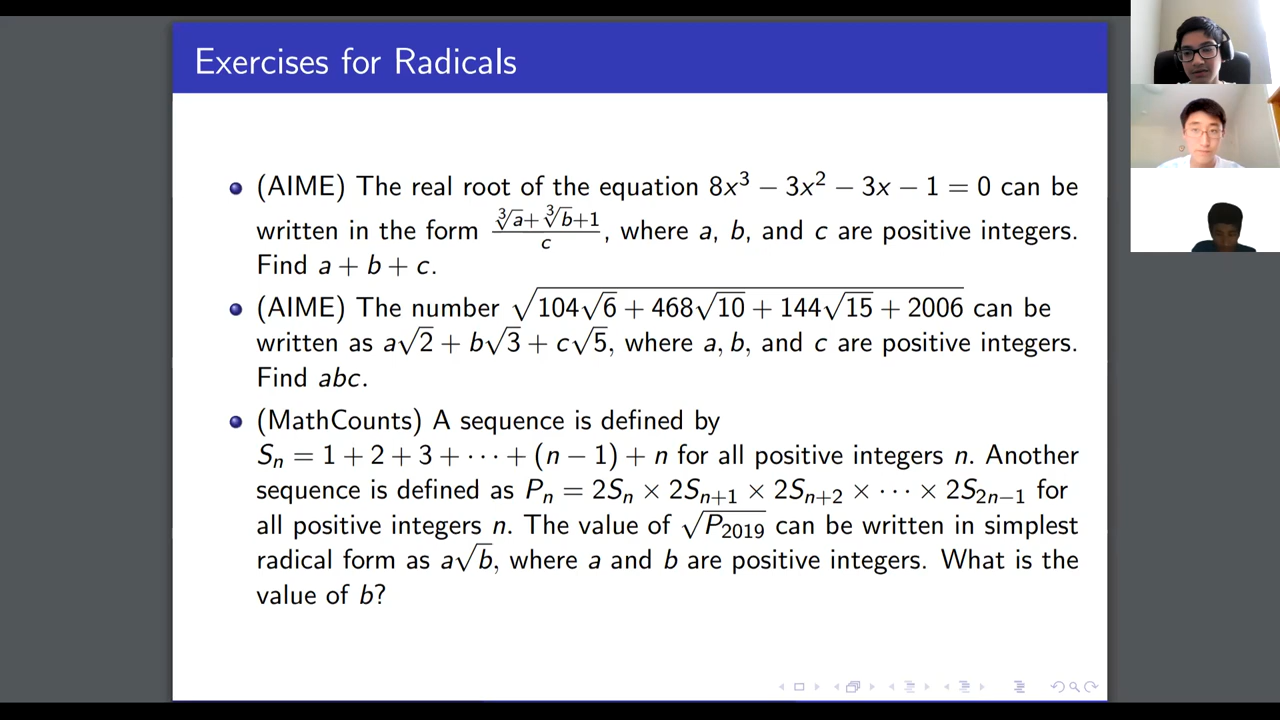 Exercises for Radicals
(AIME) The real root of the equation 8x³ − 3x² − 3x − 1 = 0 can be
written in the form (∛a + ∛b + 1)/c, where a, b, and c are positive integers.
Find a + b + c.
(AIME) The number √(104√6 + 468√10 + 144√15 + 2006) can be
written as a√2 + b√3 + c√5, where a, b, and c are positive integers.
Find abc.
(MathCounts) A sequence is defined by
Sₙ = 1 + 2 + 3 + ⋯ + (n − 1) + n for all positive integers n. Another
sequence is defined as Pₙ = 2Sₙ × 2Sₙ₊₁ × 2Sₙ₊₂ × ⋯ × 2S₂ₙ₋₁ for
all positive integers n. The value of √P₂₀₁₉ can be written in simplest
radical form as a√b, where a and b are positive integers. What is the
value of b?